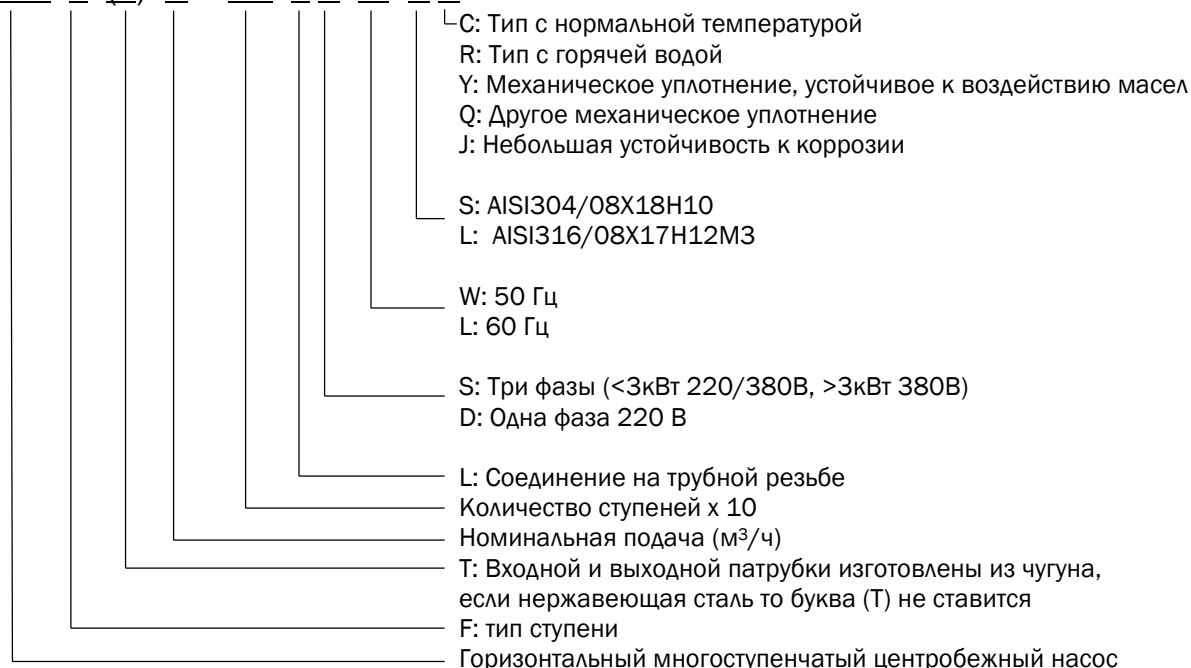 C: Тип с нормальной температурой
R: Тип с горячей водой
Y: Механическое уплотнение, устойчивое к воздействию масел
Q: Другое механическое уплотнение
J: Небольшая устойчивость к коррозии
S: AISI304/08Х18Н10
L: AISI316/08Х17Н12М3
W: 50 Гц
L: 60 Гц
S: Три фазы (<3кВт 220/380В, >3кВт 380В)
D: Одна фаза 220 В
L: Соединение на трубной резьбе
Количество ступеней х 10
Номинальная подача (м³/ч)
T: Входной и выходной патрубки изготовлены из чугуна,
если нержавеющая сталь то буква (Т) не ставится
F: тип ступени
Горизонтальный многоступенчатый центробежный насос